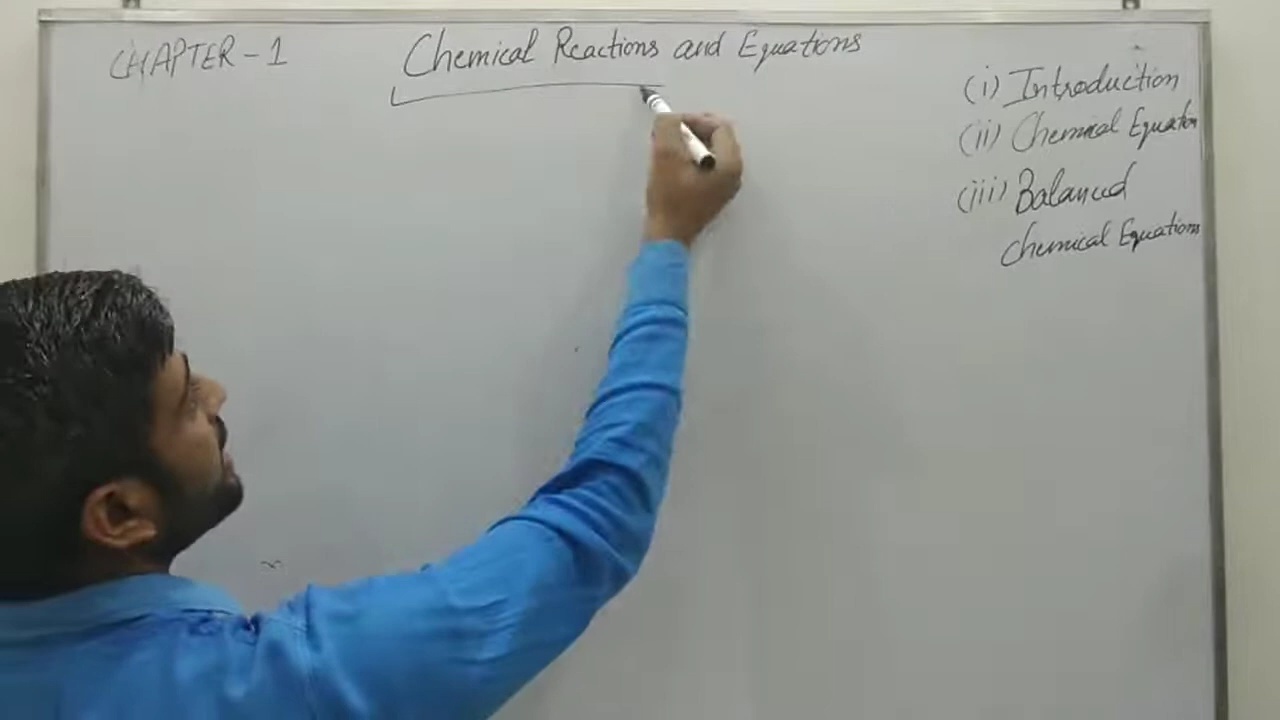 CHAPTER-1
Chemical Reactions and Equations
(i) Introduction
(ii) Chemical Equation
(iii) Balanced
Chemical Equations